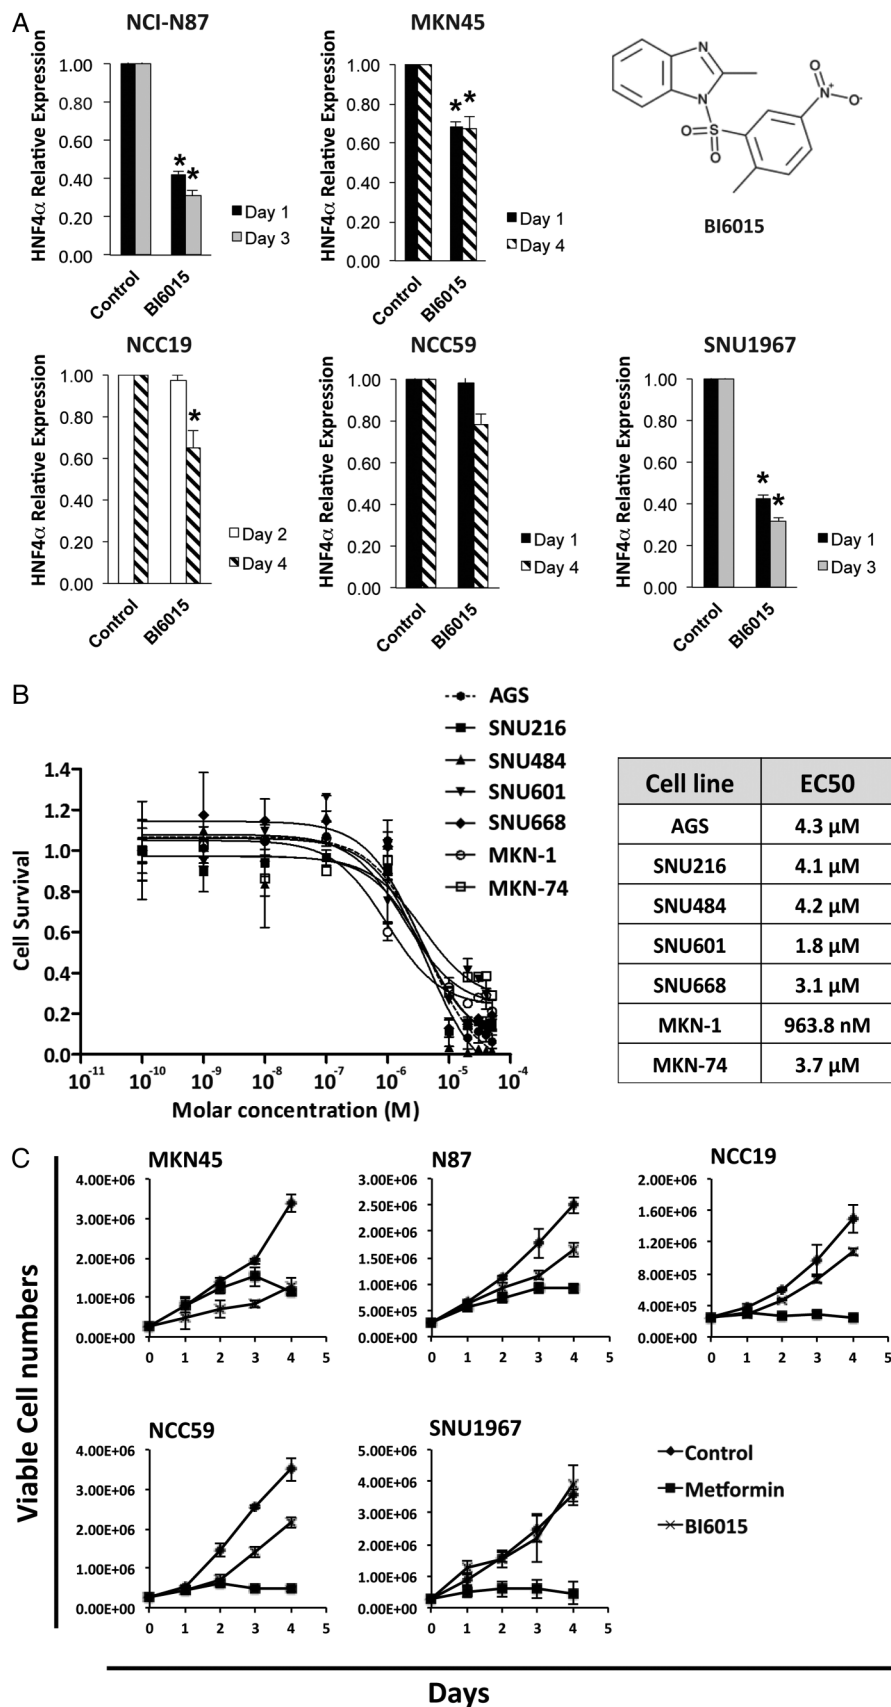 A
NCI-N87
HNF4α Relative Expression
1.00
0.80
0.60
0.40
0.20
0.00
* *
Control
BI6015
Day 1
Day 3
MKN45
HNF4α Relative Expression
1.00
0.80
0.60
0.40
0.20
0.00
* *
Control
BI6015
Day 1
Day 4
N
N
O=S
O
O
N+
O-
BI6015
NCC19
HNF4α Relative Expression
1.00
0.80
0.60
0.40
0.20
0.00
*
Control
BI6015
Day 2
Day 4
NCC59
HNF4α Relative Expression
1.00
0.80
0.60
0.40
0.20
0.00
Control
BI6015
Day 1
Day 4
SNU1967
HNF4α Relative Expression
1.00
0.80
0.60
0.40
0.20
0.00
* *
Control
BI6015
Day 1
Day 3
B
AGS
SNU216
SNU484
SNU601
SNU668
MKN-1
MKN-74
Cell Survival
1.4
1.2
1.0
0.8
0.6
0.4
0.2
0.0
10-11 10-10 10-9 10-8 10-7 10-6 10-5 10-4
Molar concentration (M)
Cell line EC50
AGS 4.3 µM
SNU216 4.1 µM
SNU484 4.2 µM
SNU601 1.8 µM
SNU668 3.1 µM
MKN-1 963.8 nM
MKN-74 3.7 µM
C
Viable Cell numbers
MKN45
4.00E+06
3.00E+06
2.00E+06
1.00E+06
0.00E+00
0 1 2 3 4 5
N87
3.00E+06
2.50E+06
2.00E+06
1.50E+06
1.00E+06
5.00E+05
0.00E+00
0 1 2 3 4 5
NCC19
2.00E+06
1.60E+06
1.20E+06
8.00E+05
4.00E+05
0.00E+00
0 1 2 3 4 5
NCC59
4.00E+06
3.00E+06
2.00E+06
1.00E+06
0.00E+00
0 1 2 3 4 5
SNU1967
5.00E+06
4.00E+06
3.00E+06
2.00E+06
1.00E+06
0.00E+00
0 1 2 3 4 5
Control
Metformin
BI6015
Days